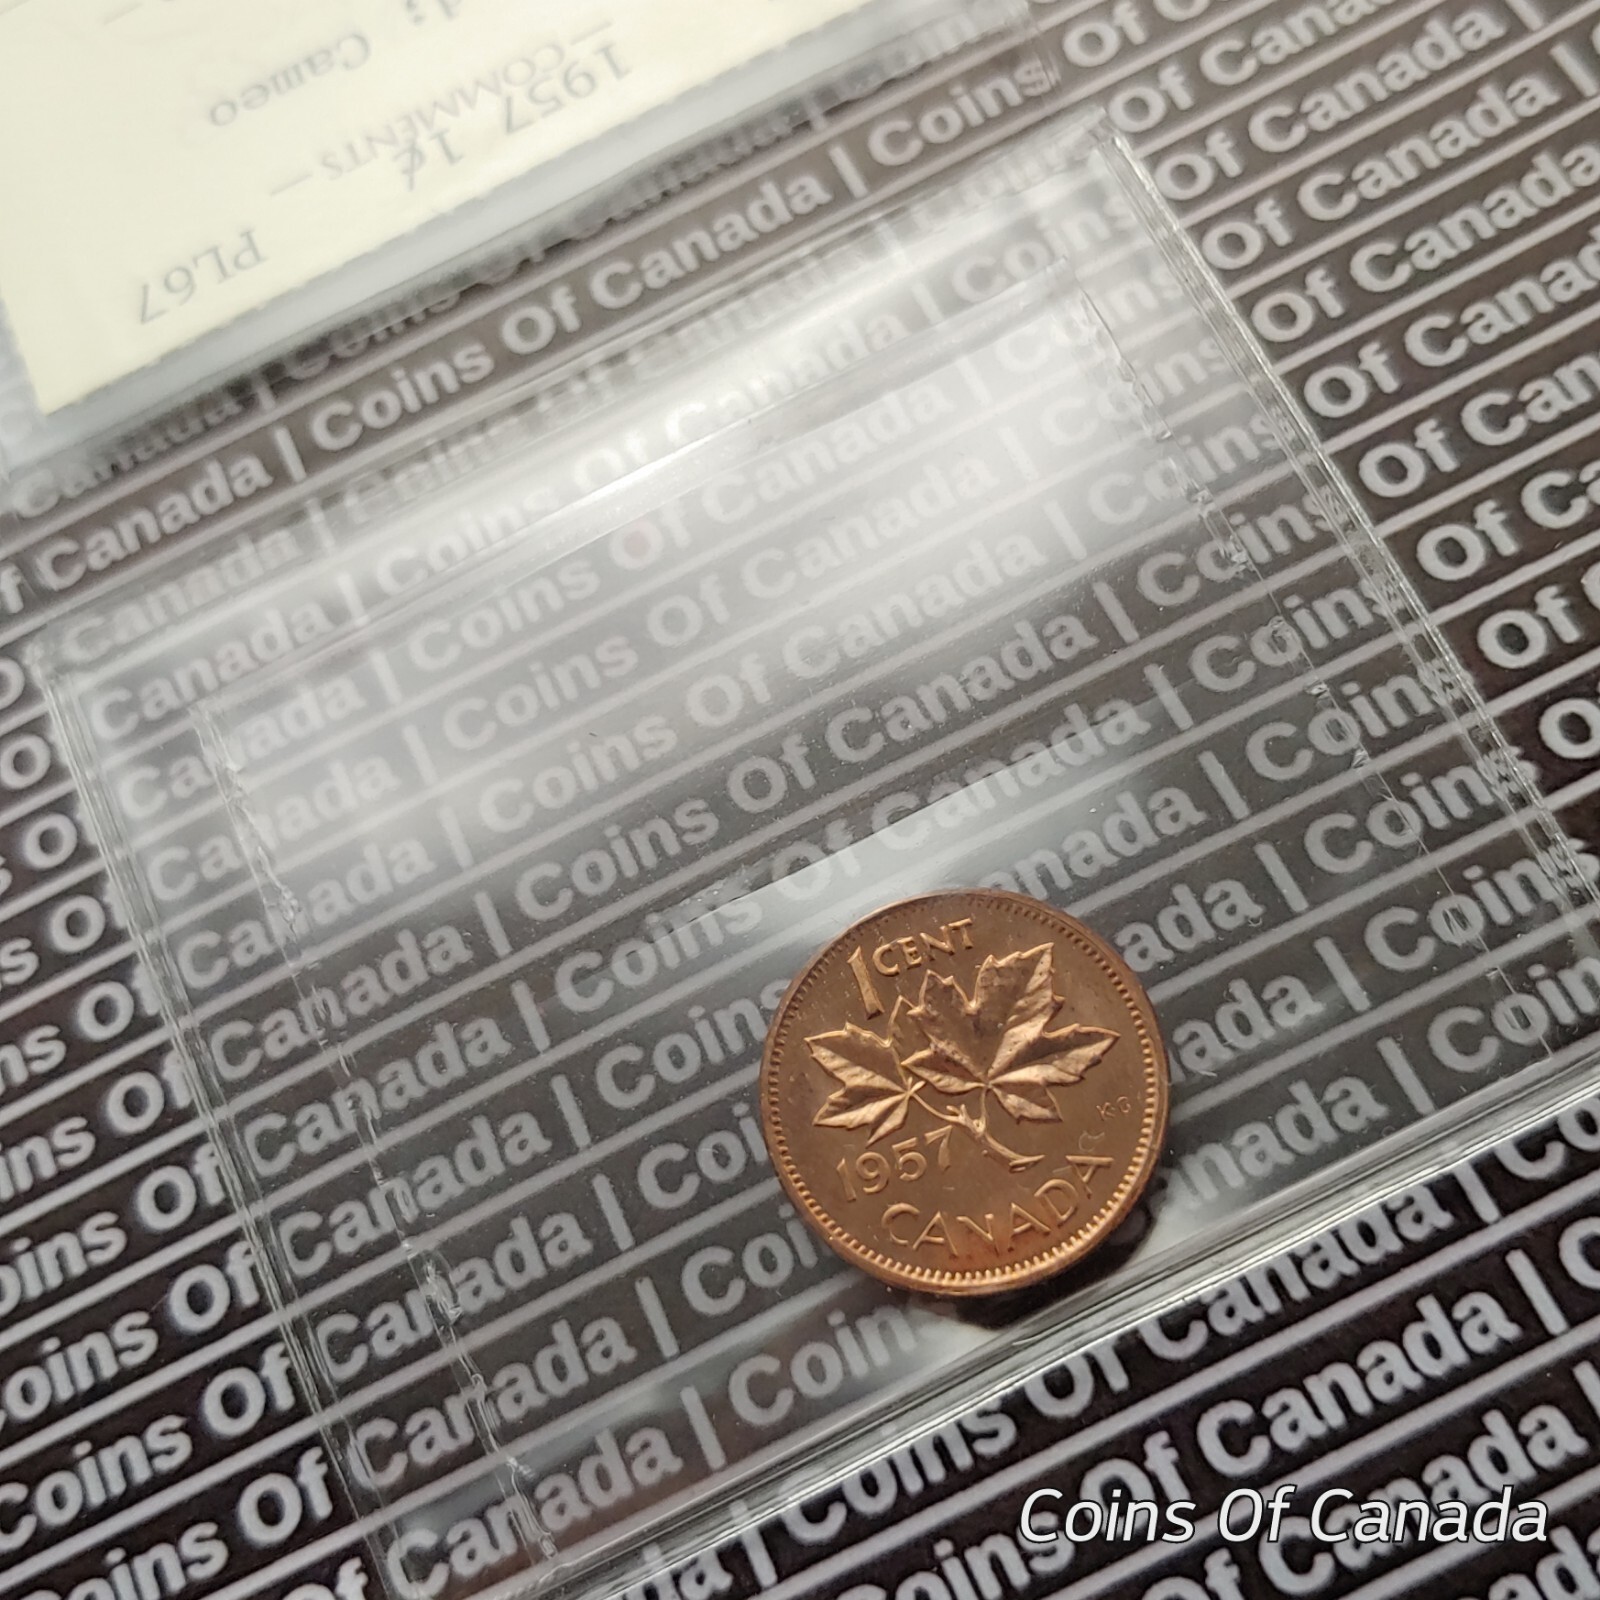 PL67
1957 1¢
— COMMENTS —
Cameo
1 CENT
K·G
1957
CANADA
Coins Of Canada | Coins Of Canada | Coins Of Canada
Coins Of Canada